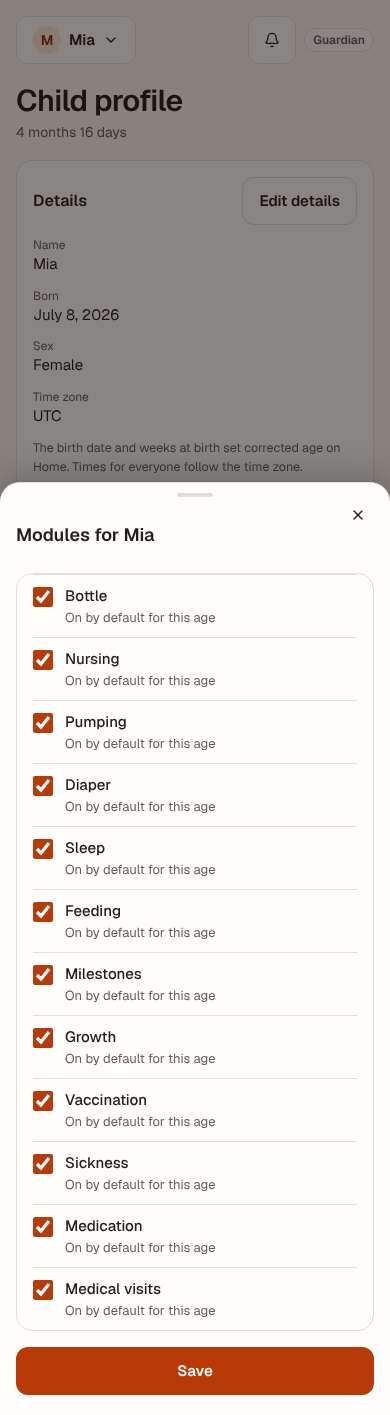 M Mia
Guardian
Child profile
4 months 16 days
Details
Edit details
Name
Mia
Born
July 8, 2026
Sex
Female
Time zone
UTC
The birth date and weeks at birth set corrected age on
Home. Times for everyone follow the time zone.
Modules for Mia
Bottle
On by default for this age
Nursing
On by default for this age
Pumping
On by default for this age
Diaper
On by default for this age
Sleep
On by default for this age
Feeding
On by default for this age
Milestones
On by default for this age
Growth
On by default for this age
Vaccination
On by default for this age
Sickness
On by default for this age
Medication
On by default for this age
Medical visits
On by default for this age
Save